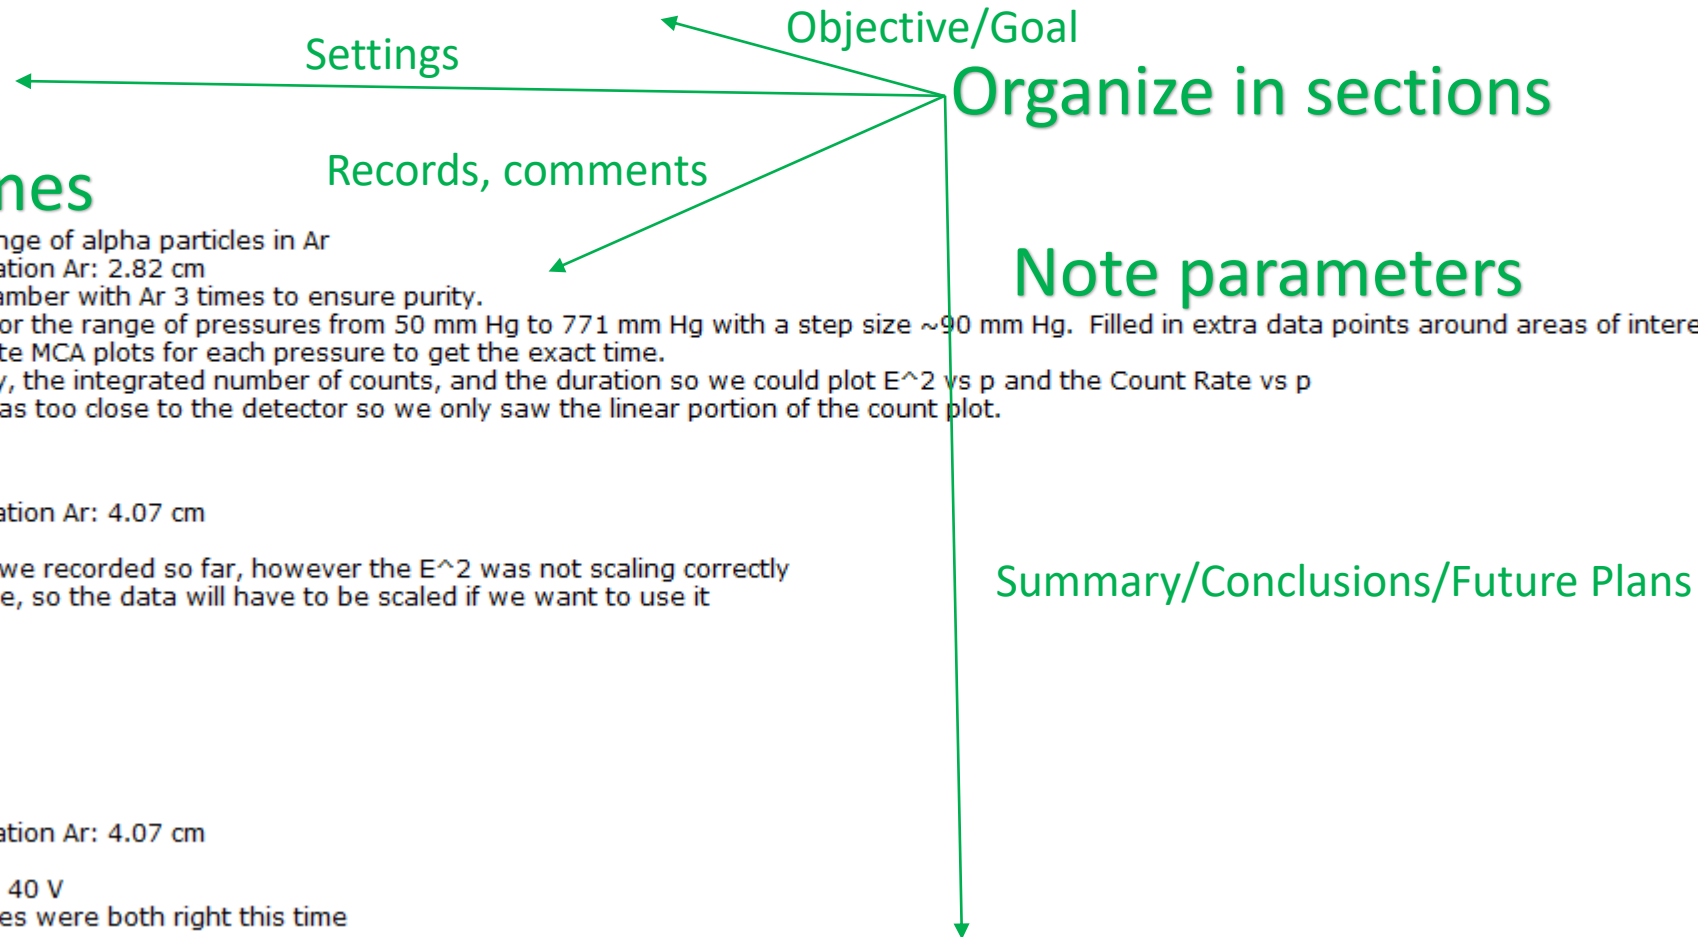 Objective/Goal
Settings
Organize in sections
Records, comments
mes
nge of alpha particles in Ar
ation Ar: 2.82 cm
Note parameters
amber with Ar 3 times to ensure purity.
or the range of pressures from 50 mm Hg to 771 mm Hg with a step size ~90 mm Hg.  Filled in extra data points around areas of intere
te MCA plots for each pressure to get the exact time.
y, the integrated number of counts, and the duration so we could plot E^2 vs p and the Count Rate vs p
as too close to the detector so we only saw the linear portion of the count plot.
ation Ar: 4.07 cm
we recorded so far, however the E^2 was not scaling correctly
e, so the data will have to be scaled if we want to use it
Summary/Conclusions/Future Plans
ation Ar: 4.07 cm
40 V
es were both right this time